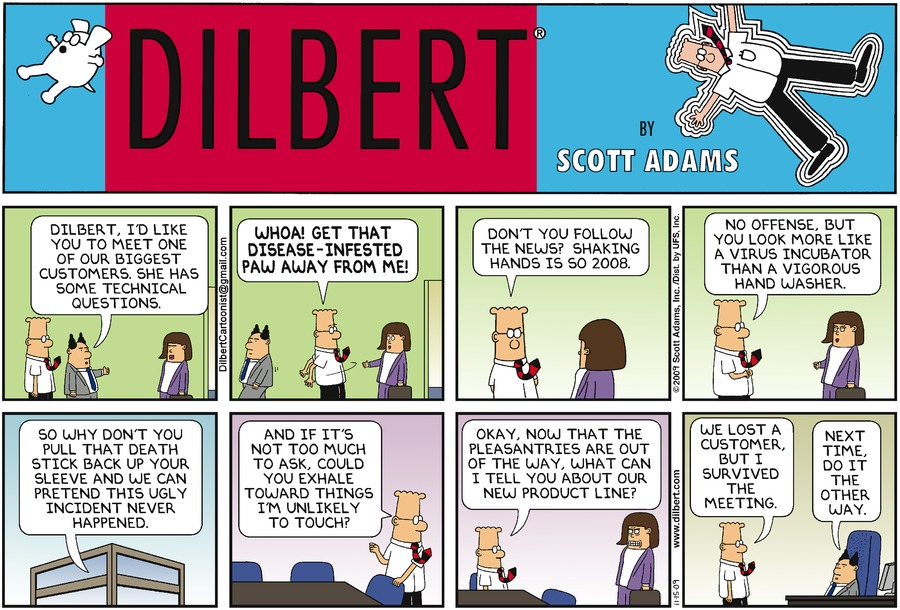 DILBERT®
BY
SCOTT ADAMS
DILBERT, I'D LIKE
YOU TO MEET ONE
OF OUR BIGGEST
CUSTOMERS. SHE HAS
SOME TECHNICAL
QUESTIONS.
DilbertCartoonist@gmail.com
WHOA! GET THAT
DISEASE-INFESTED
PAW AWAY FROM ME!
DON'T YOU FOLLOW
THE NEWS? SHAKING
HANDS IS SO 2008.
©2009 Scott Adams, Inc./Dist. by UFS, Inc.
NO OFFENSE, BUT
YOU LOOK MORE LIKE
A VIRUS INCUBATOR
THAN A VIGOROUS
HAND WASHER.
SO WHY DON'T YOU
PULL THAT DEATH
STICK BACK UP YOUR
SLEEVE AND WE CAN
PRETEND THIS UGLY
INCIDENT NEVER
HAPPENED.
AND IF IT'S
NOT TOO MUCH
TO ASK, COULD
YOU EXHALE
TOWARD THINGS
I'M UNLIKELY
TO TOUCH?
OKAY, NOW THAT THE
PLEASANTRIES ARE OUT
OF THE WAY, WHAT CAN
I TELL YOU ABOUT OUR
NEW PRODUCT LINE?
11-15-09
www.dilbert.com
WE LOST A
CUSTOMER,
BUT I
SURVIVED
THE
MEETING.
NEXT
TIME,
DO IT
THE
OTHER
WAY.